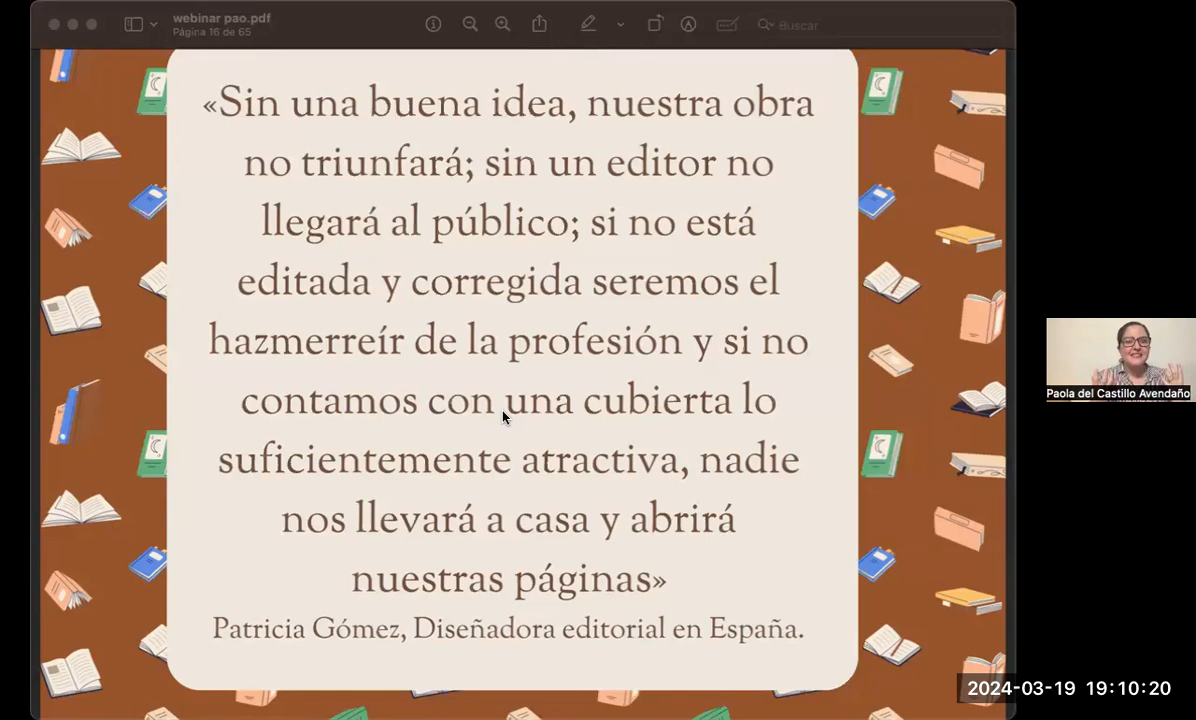 webinar pao.pdf
Página 16 de 65
Buscar
«Sin una buena idea, nuestra obra
no triunfará; sin un editor no
llegará al público; si no está
editada y corregida seremos el
hazmerreír de la profesión y si no
contamos con una cubierta lo
suficientemente atractiva, nadie
nos llevará a casa y abrirá
nuestras páginas»
Patricia Gómez, Diseñadora editorial en España.
Paola del Castillo Avendaño
2024-03-19 19:10:20